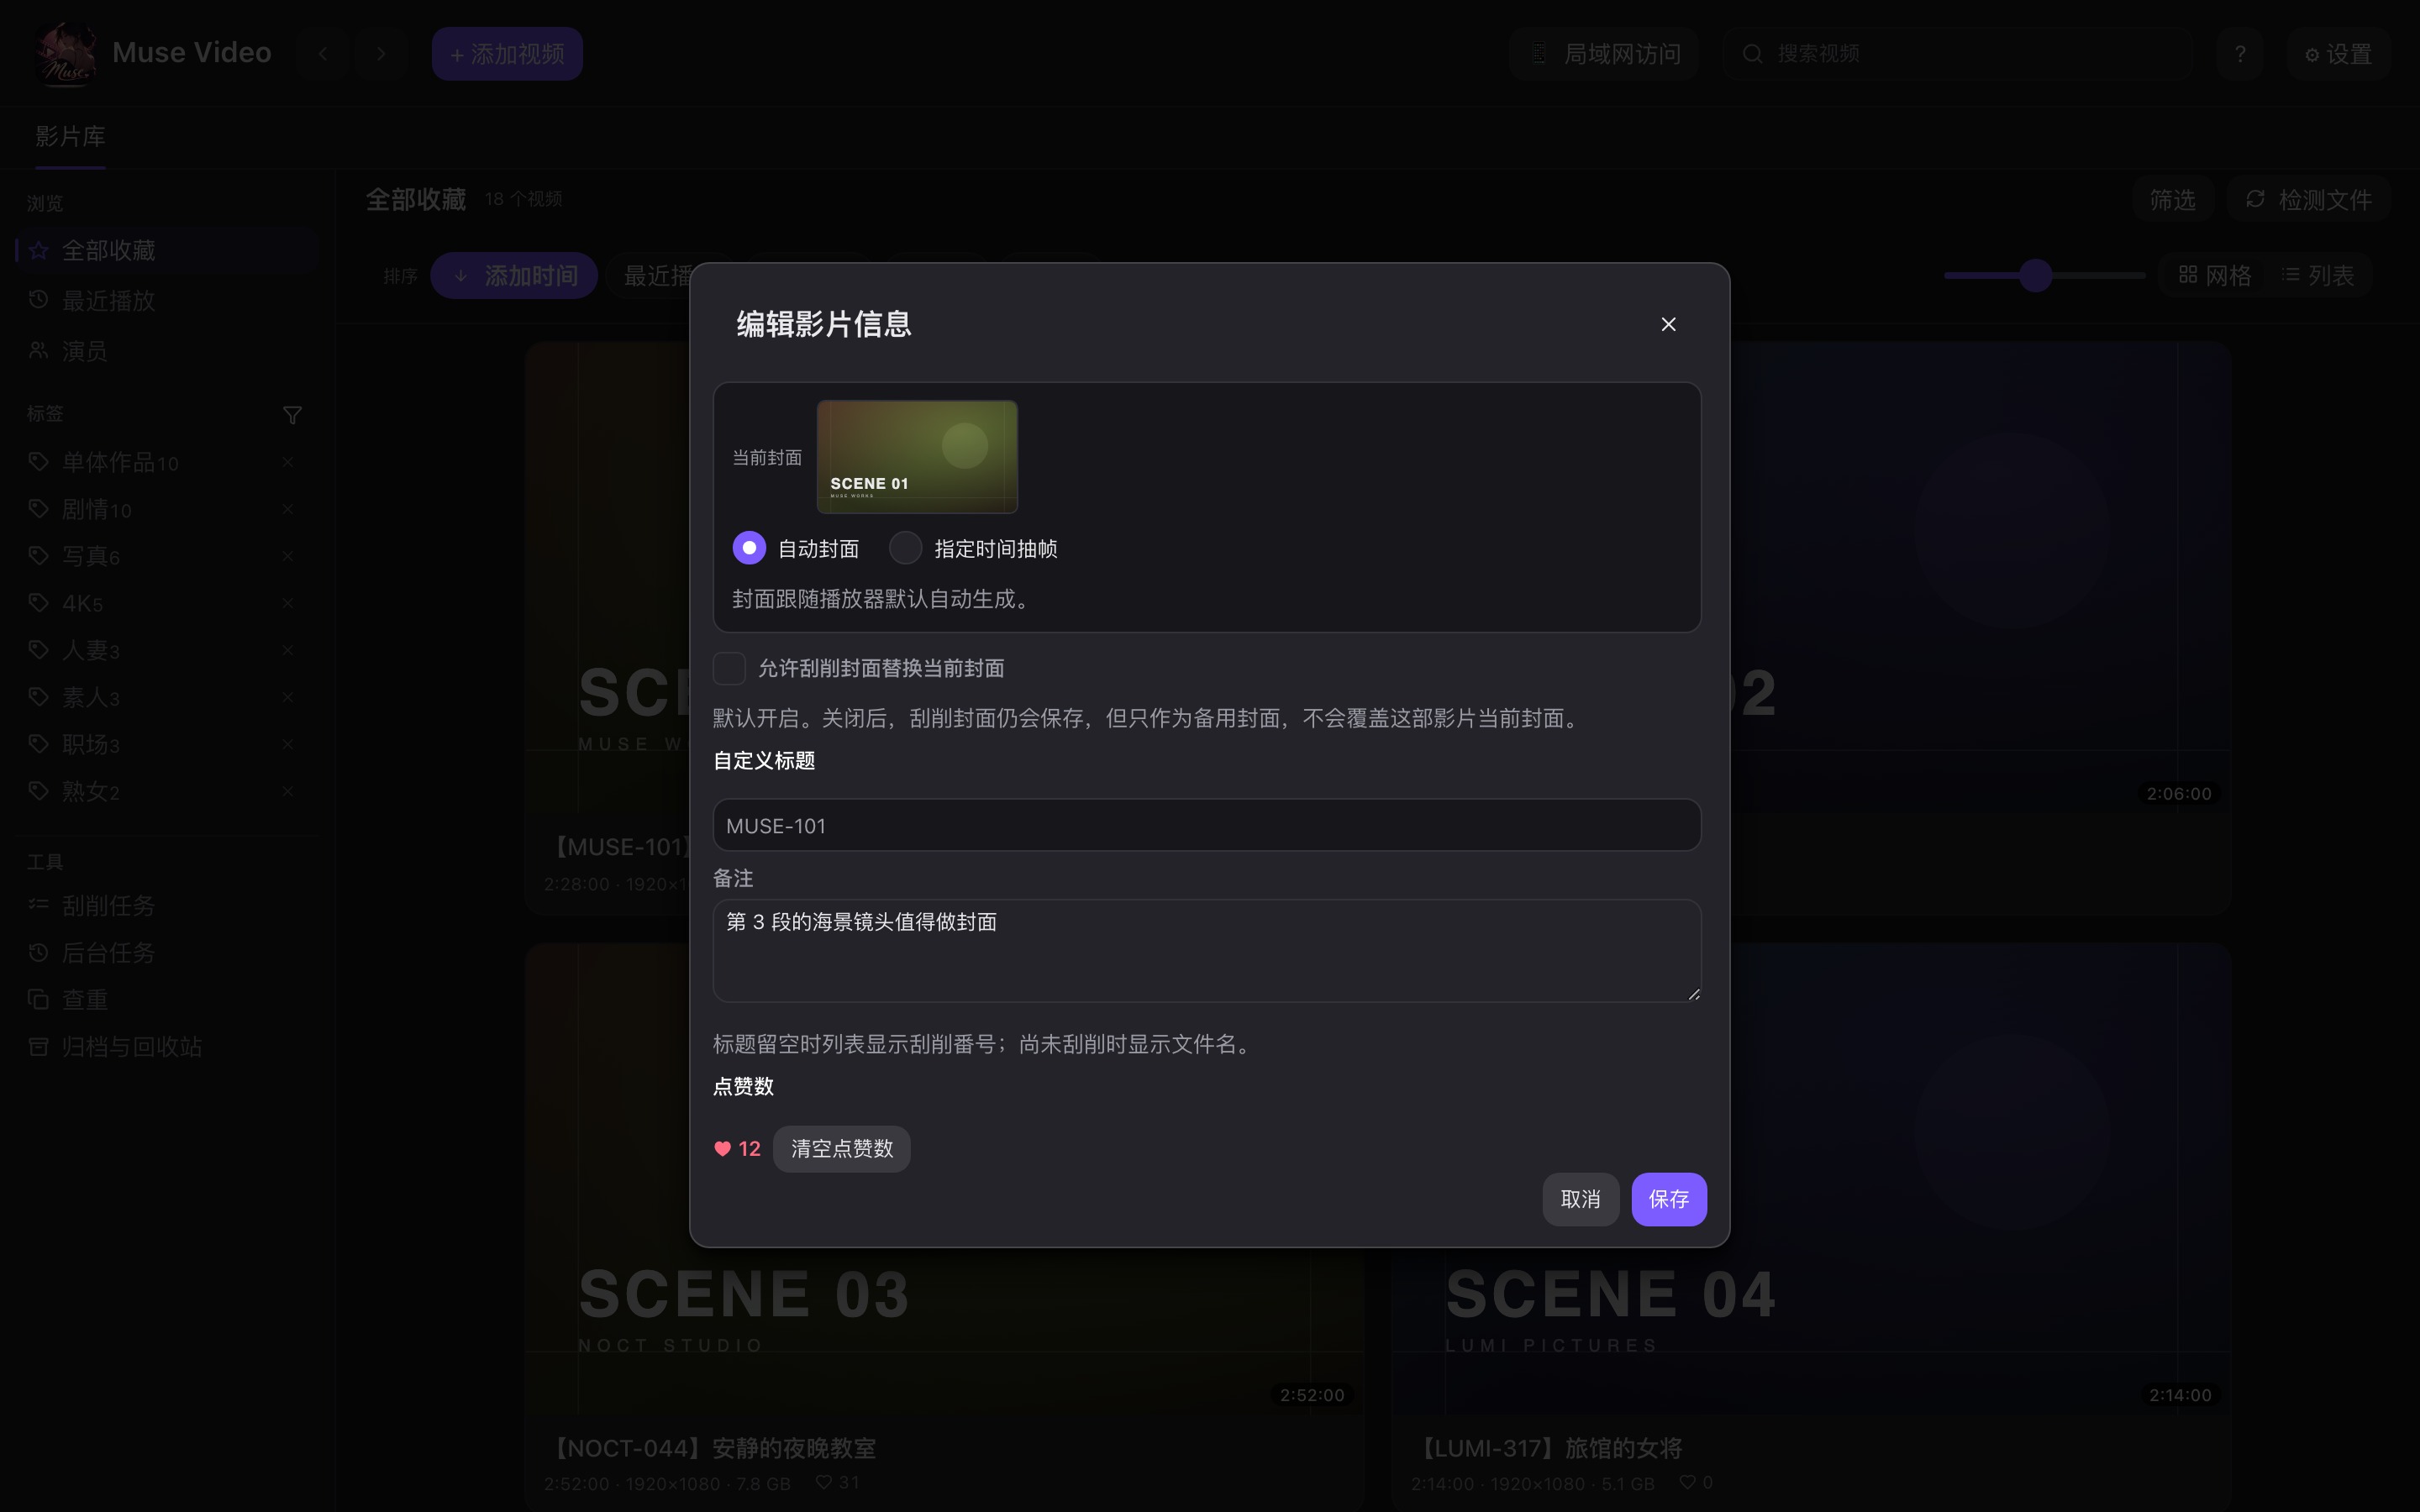 Muse
Muse Video
+ 添加视频
局域网访问
搜索视频
?
设置
影片库
浏览
全部收藏
最近播放
演员
标签
单体作品10
剧情10
写真6
4K5
人妻3
素人3
职场3
熟女2
工具
刮削任务
后台任务
查重
归档与回收站
全部收藏 18 个视频
筛选
检测文件
排序
添加时间
最近播
网格
列表
编辑影片信息
当前封面
SCENE 01
MUSE WORKS
自动封面
指定时间抽帧
封面跟随播放器默认自动生成。
允许刮削封面替换当前封面
默认开启。关闭后，刮削封面仍会保存，但只作为备用封面，不会覆盖这部影片当前封面。
自定义标题
MUSE-101
备注
第 3 段的海景镜头值得做封面
标题留空时列表显示刮削番号；尚未刮削时显示文件名。
点赞数
12
清空点赞数
取消
保存
SCE
MUSE W
【MUSE-101】
2:28:00 · 1920×1
02
2:06:00
SCENE 03
NOCT STUDIO
2:52:00
【NOCT-044】安静的夜晚教室
2:52:00 · 1920×1080 · 7.8 GB 31
SCENE 04
LUMI PICTURES
2:14:00
【LUMI-317】旅馆的女将
2:14:00 · 1920×1080 · 5.1 GB 0